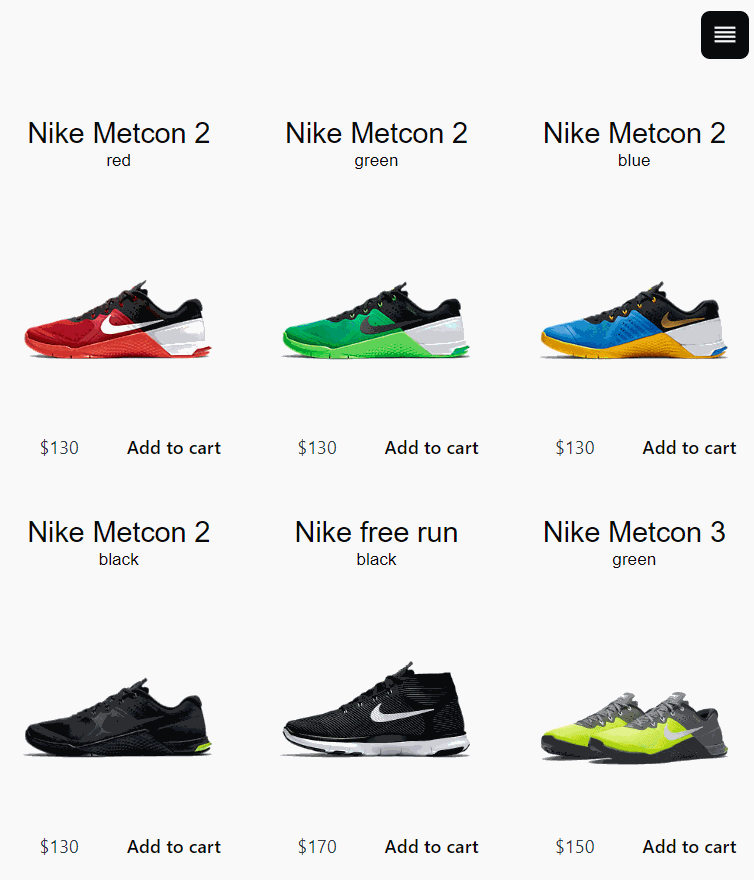 Nike Metcon 2
red
Nike Metcon 2
green
Nike Metcon 2
blue
$130
Add to cart
$130
Add to cart
$130
Add to cart
Nike Metcon 2
black
Nike free run
black
Nike Metcon 3
green
$130
Add to cart
$170
Add to cart
$150
Add to cart